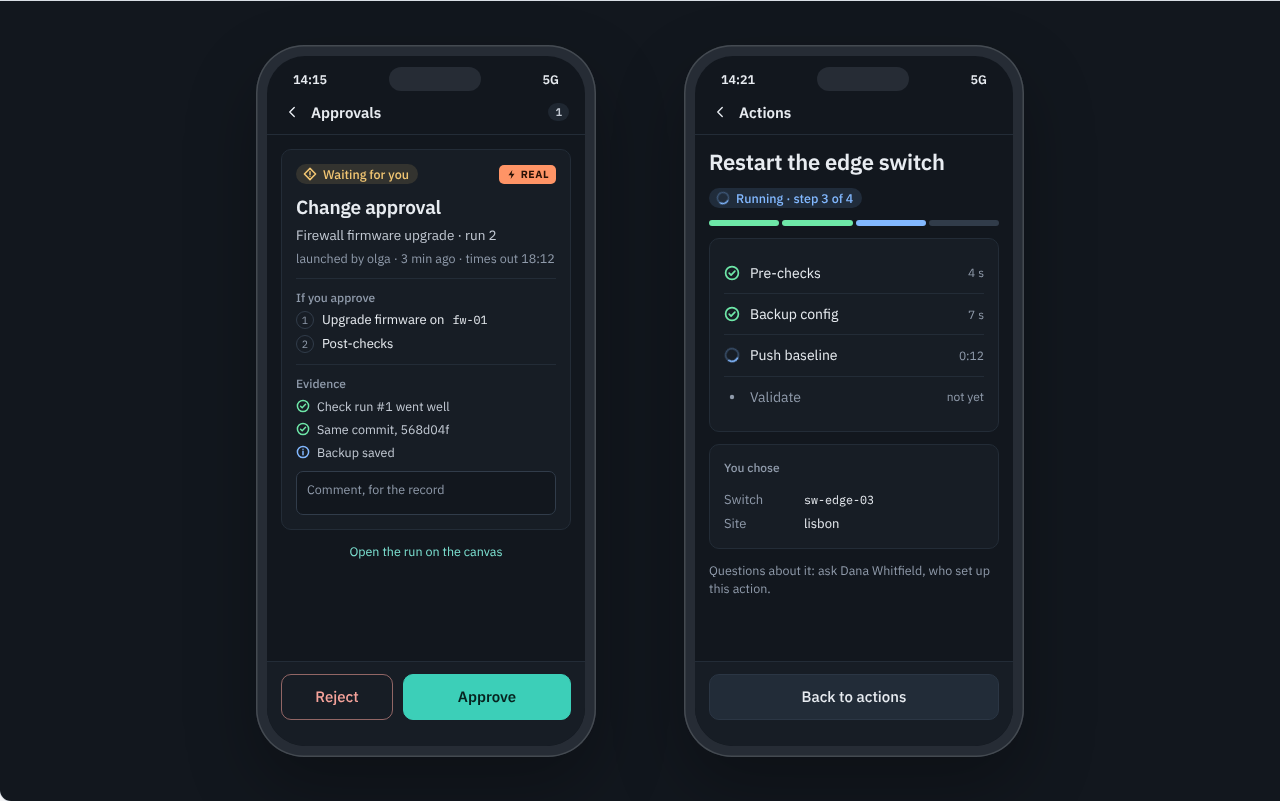 14:15
5G
Approvals
1
Waiting for you
REAL
Change approval
Firewall firmware upgrade · run 2
launched by olga · 3 min ago · times out 18:12
If you approve
1 Upgrade firmware on fw-01
2 Post-checks
Evidence
Check run #1 went well
Same commit, 568d04f
Backup saved
Comment, for the record
Open the run on the canvas
Reject
Approve
14:21
5G
Actions
Restart the edge switch
Running · step 3 of 4
Pre-checks 4 s
Backup config 7 s
Push baseline 0:12
Validate not yet
You chose
Switch sw-edge-03
Site lisbon
Questions about it: ask Dana Whitfield, who set up
this action.
Back to actions